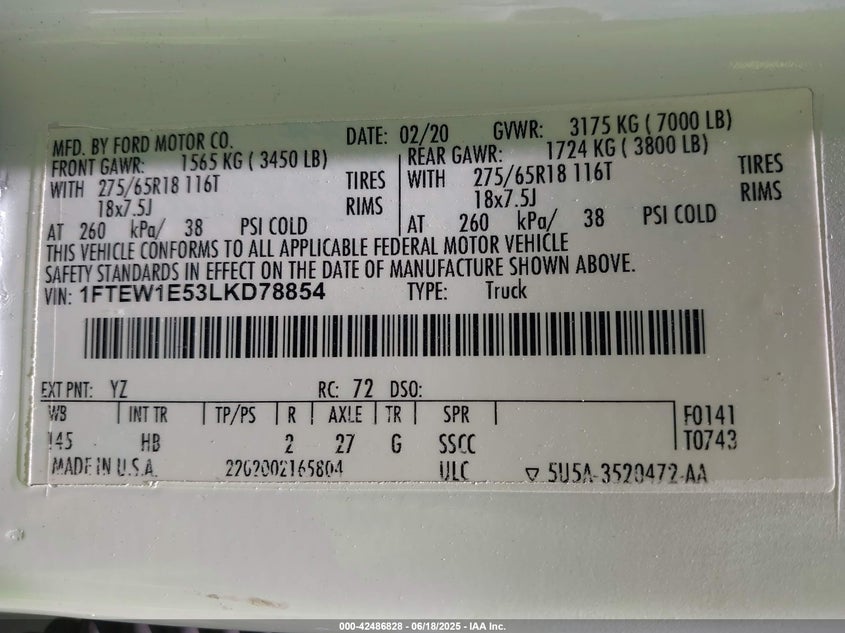 MFD. BY FORD MOTOR CO. DATE: 02/20 GVWR: 3175 KG ( 7000 LB)
FRONT GAWR: 1565 KG ( 3450 LB) REAR GAWR: 1724 KG ( 3800 LB)
WITH 275/65R18 116T TIRES WITH 275/65R18 116T TIRES
18x7.5J RIMS 18x7.5J RIMS
AT 260 kPa/ 38 PSI COLD AT 260 kPa/ 38 PSI COLD
THIS VEHICLE CONFORMS TO ALL APPLICABLE FEDERAL MOTOR VEHICLE
SAFETY STANDARDS IN EFFECT ON THE DATE OF MANUFACTURE SHOWN ABOVE.
VIN: 1FTEW1E53LKD78854 TYPE: Truck
EXT PNT: YZ RC: 72 DSO:
WB INT TR TP/PS R AXLE TR SPR F0141
145 HB 2 27 G SSCC T0743
MADE IN U.S.A. 22G2002165804 ULC ▽ 5U5A-3520472-AA
000-42486828 - 06/18/2025 - IAA Inc.